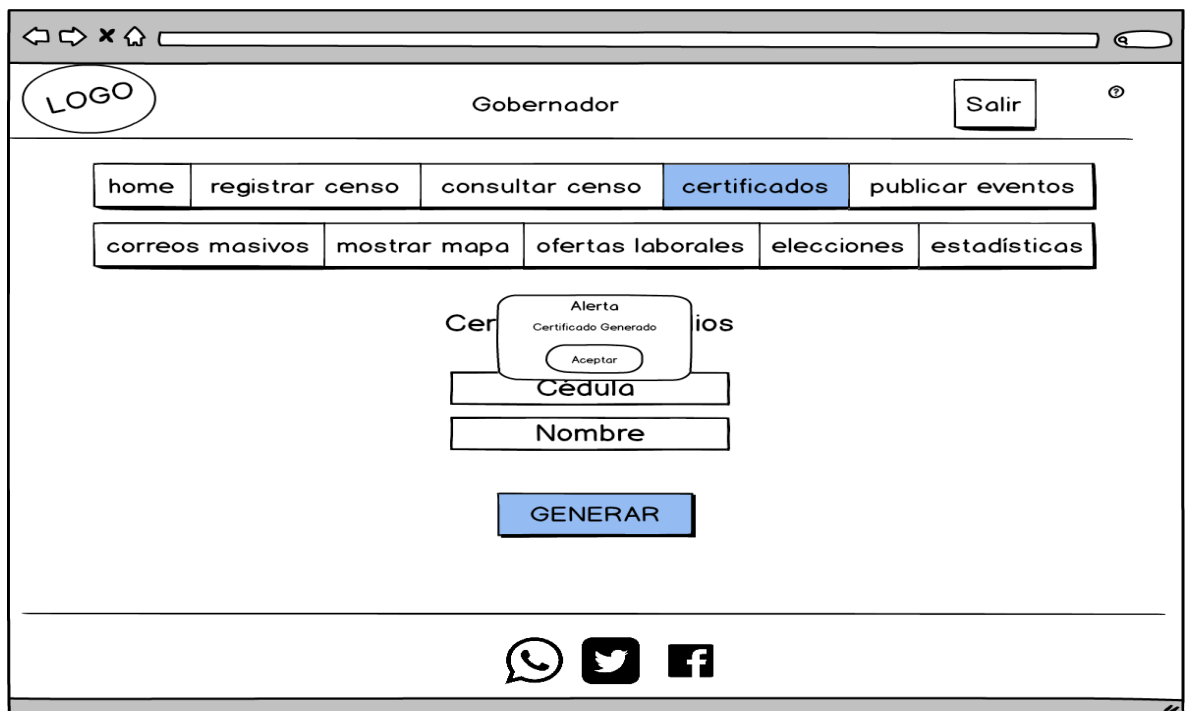 LOGO
Gobernador
Salir
?
home registrar censo consultar censo certificados publicar eventos
correos masivos mostrar mapa ofertas laborales elecciones estadísticas
Alerta
Cer ios
Certificado Generado
Aceptar
Cédula
Nombre
GENERAR